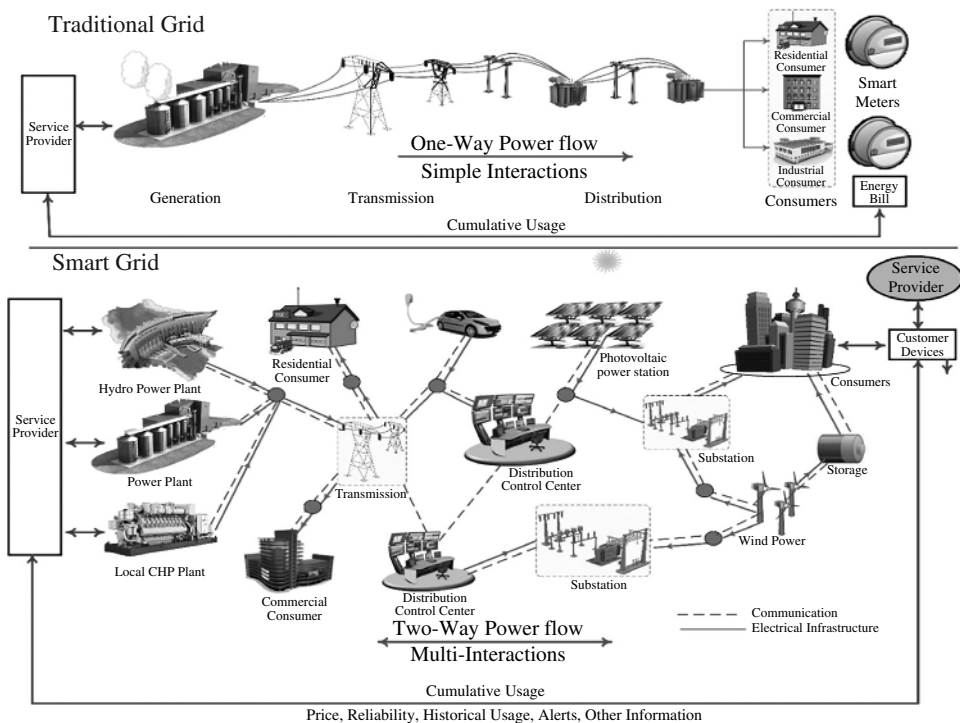 Traditional Grid
Residential
Consumer
Smart
Meters
Service
Provider
Commercial
Consumer
One-Way Power flow
Simple Interactions
Industrial
Consumer
Generation
Transmission
Distribution
Consumers
Energy
Bill
Cumulative Usage
Smart Grid
Service
Provider
Customer
Devices
Residential
Consumer
Photovoltaic
power station
Hydro Power Plant
Consumers
Service
Provider
Substation
Storage
Power Plant
Transmission
Distribution
Control Center
Wind Power
Local CHP Plant
Commercial
Consumer
Distribution
Control Center
Substation
Communication
Electrical Infrastructure
Two-Way Power flow
Multi-Interactions
Cumulative Usage
Price, Reliability, Historical Usage, Alerts, Other Information